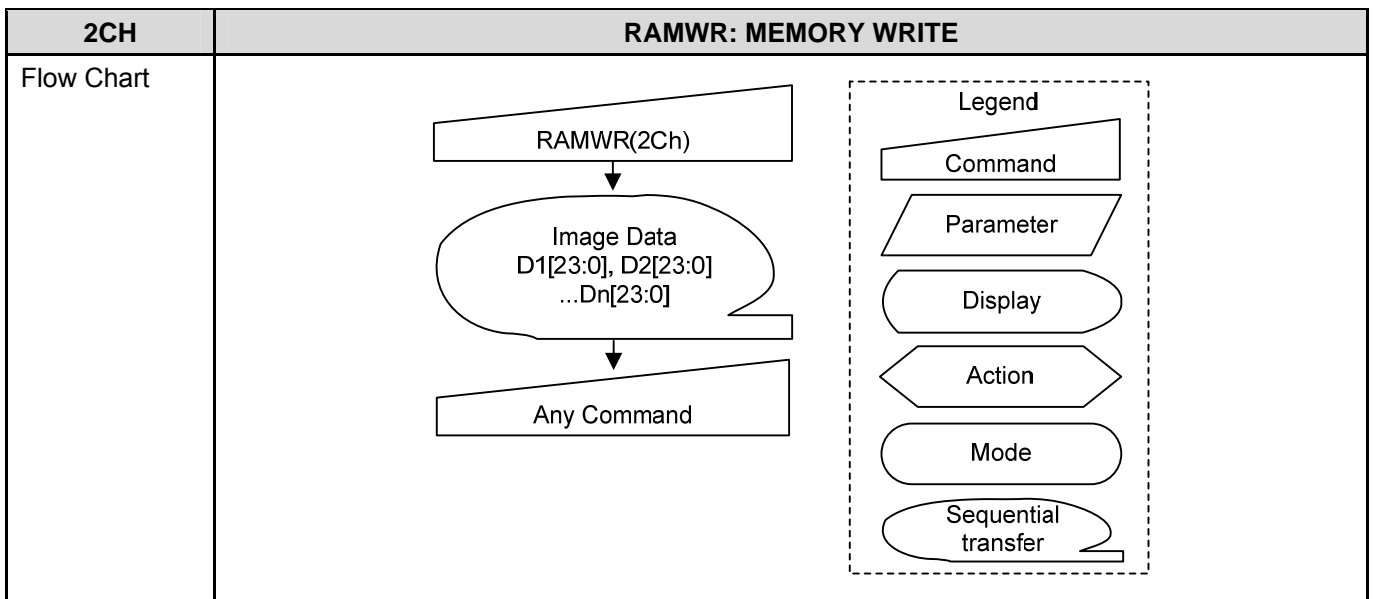 2CH
RAMWR: MEMORY WRITE
Flow Chart
RAMWR(2Ch)
Image Data
D1[23:0], D2[23:0]
...Dn[23:0]
Any Command
Legend
Command
Parameter
Display
Action
Mode
Sequential
transfer